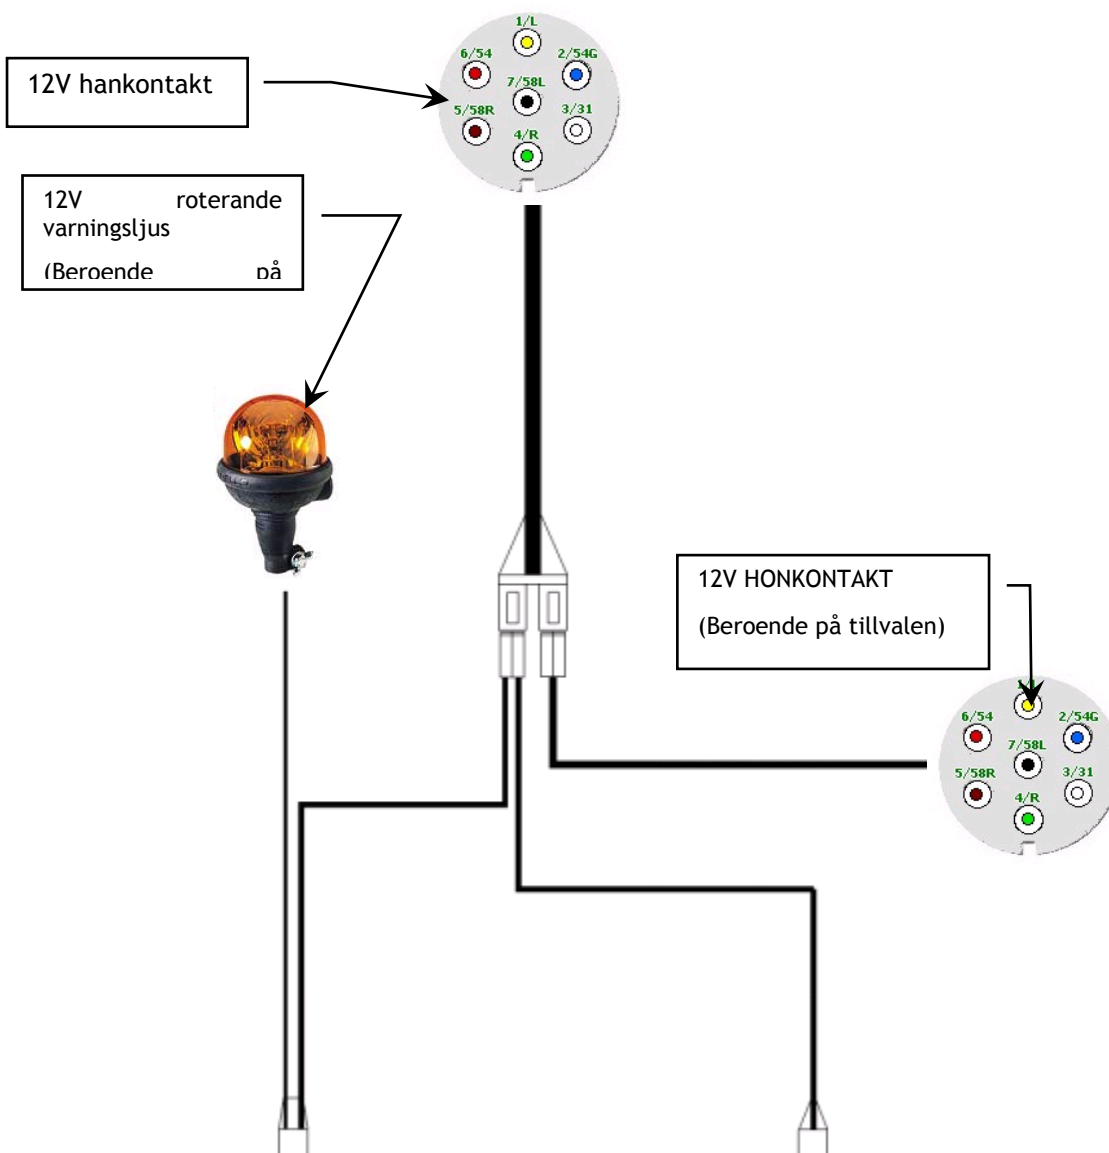 1/L
6/54
2/54G
7/58L
5/58R
3/31
4/R
12V hankontakt
12V roterande
varningsljus
(Beroende på
12V HONKONTAKT
(Beroende på tillvalen)
6/54
2/54G
7/58L
5/58R
3/31
4/R